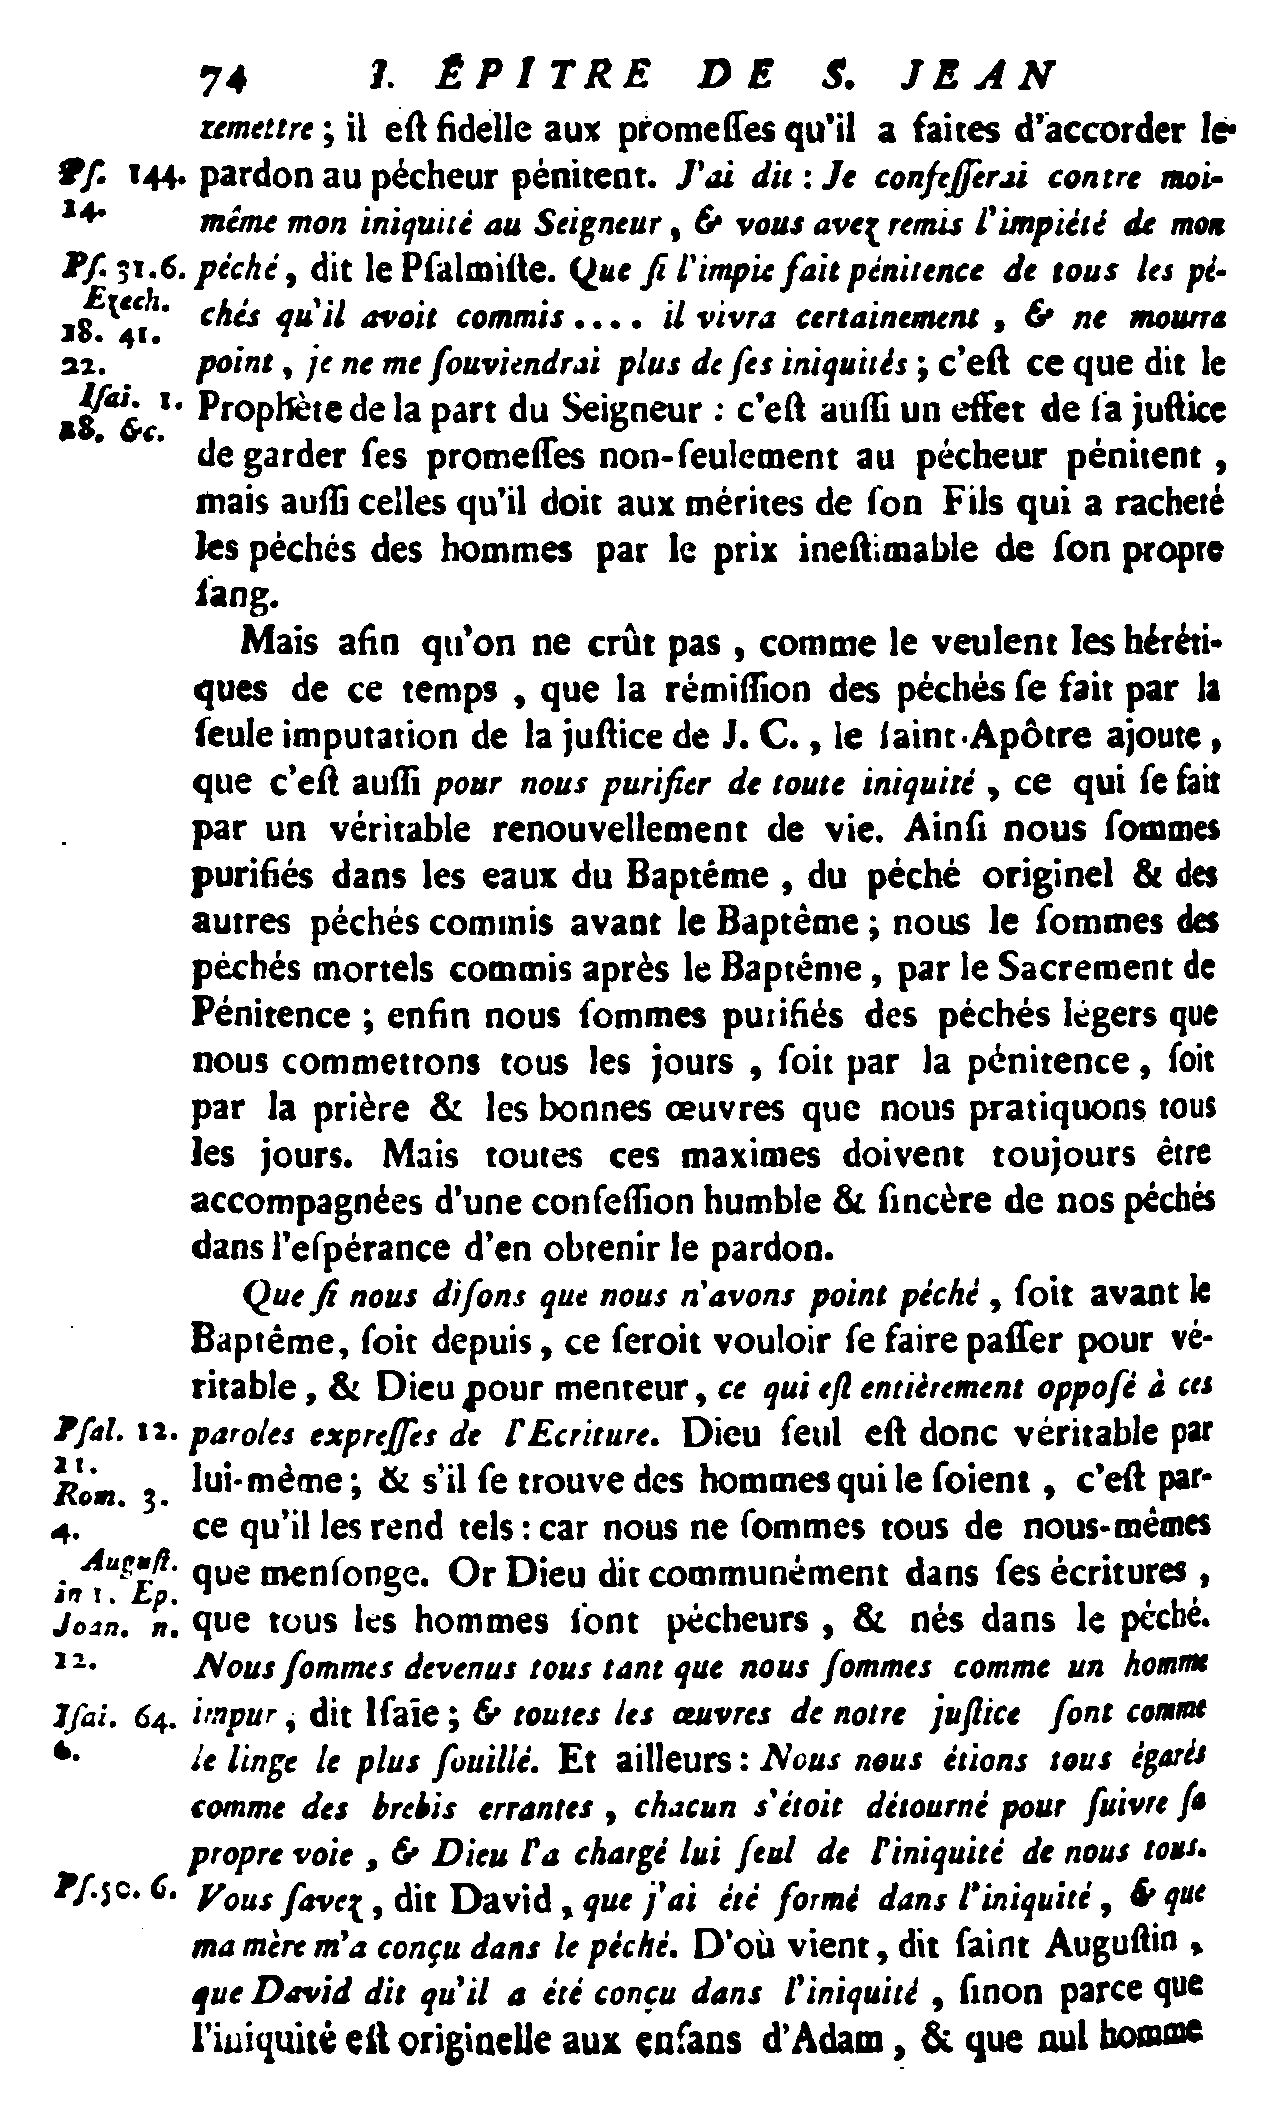 74 I. ÉPITRE DE S. JEAN
remettre ; il eſt fidelle aux promeſſes qu'il a faites d'accorder le
Pſ. 144. pardon au pécheur pénitent. J'ai dit : Je confeſſerai contre moi-
14.
même mon iniquité au Seigneur , & vous avez remis l'impiété de mon
Pſ. 31.6. péché , dit le Pſalmiſte. Que ſi l'impie fait pénitence de tous les pé-
Ezech.
chés qu'il avoit commis . . . . il vivra certainement , & ne mourra
18. 41.
22. point , je ne me ſouviendrai plus de ſes iniquités ; c'eſt ce que dit le
Iſai. 1. Prophète de la part du Seigneur : c'eſt auſſi un effet de ſa juſtice
18. &c.
de garder ſes promeſſes non-ſeulement au pécheur pénitent ,
mais auſſi celles qu'il doit aux mérites de ſon Fils qui a racheté
les péchés des hommes par le prix ineſtimable de ſon propre
ſang.
Mais afin qu'on ne crût pas , comme le veulent les héréti-
ques de ce temps , que la rémiſſion des péchés ſe fait par la
ſeule imputation de la juſtice de J. C. , le ſaint Apôtre ajoute ,
que c'eſt auſſi pour nous purifier de toute iniquité , ce qui ſe fait
par un véritable renouvellement de vie. Ainſi nous ſommes
purifiés dans les eaux du Baptéme , du péché originel & des
autres péchés commis avant le Baptême ; nous le ſommes des
péchés mortels commis après le Baptéme , par le Sacrement de
Pénitence ; enfin nous ſommes purifiés des péchés légers que
nous commettons tous les jours , ſoit par la pénitence , ſoit
par la prière & les bonnes œuvres que nous pratiquons tous
les jours. Mais toutes ces maximes doivent toujours être
accompagnées d'une confeſſion humble & ſincère de nos péchés
dans l'eſpérance d'en obtenir le pardon.
Que ſi nous diſons que nous n'avons point péché , ſoit avant le
Baptême, ſoit depuis , ce ſeroit vouloir ſe faire paſſer pour vé-
ritable , & Dieu pour menteur , ce qui eſt entièrement oppoſé à ces
Pſal. 12. paroles expreſſes de l'Ecriture. Dieu ſeul eſt donc véritable par
11.
Rom. 3. lui-même ; & s'il ſe trouve des hommes qui le ſoient , c'eſt par-
4. ce qu'il les rend tels : car nous ne ſommes tous de nous-mêmes
Auguſt. que menſonge. Or Dieu dit communément dans ſes écritures ,
in 1. Ep.
Joan. n. que tous les hommes ſont pécheurs , & nés dans le péché.
12. Nous ſommes devenus tous tant que nous ſommes comme un homme
Iſai. 64. impur , dit Iſaïe ; & toutes les œuvres de notre juſtice ſont comme
6. le linge le plus ſouillé. Et ailleurs : Nous nous étions tous égarés
comme des brebis errantes , chacun s'étoit détourné pour ſuivre ſa
propre voie , & Dieu l'a chargé lui ſeul de l'iniquité de nous tous.
Pſ. 50. 6. Vous ſavez , dit David , que j'ai été formé dans l'iniquité , & que
ma mère m'a conçu dans le péché. D'où vient , dit ſaint Auguſtin ,
que David dit qu'il a été conçu dans l'iniquité , ſinon parce que
l'iniquité eſt originelle aux enfans d'Adam , & que nul homme